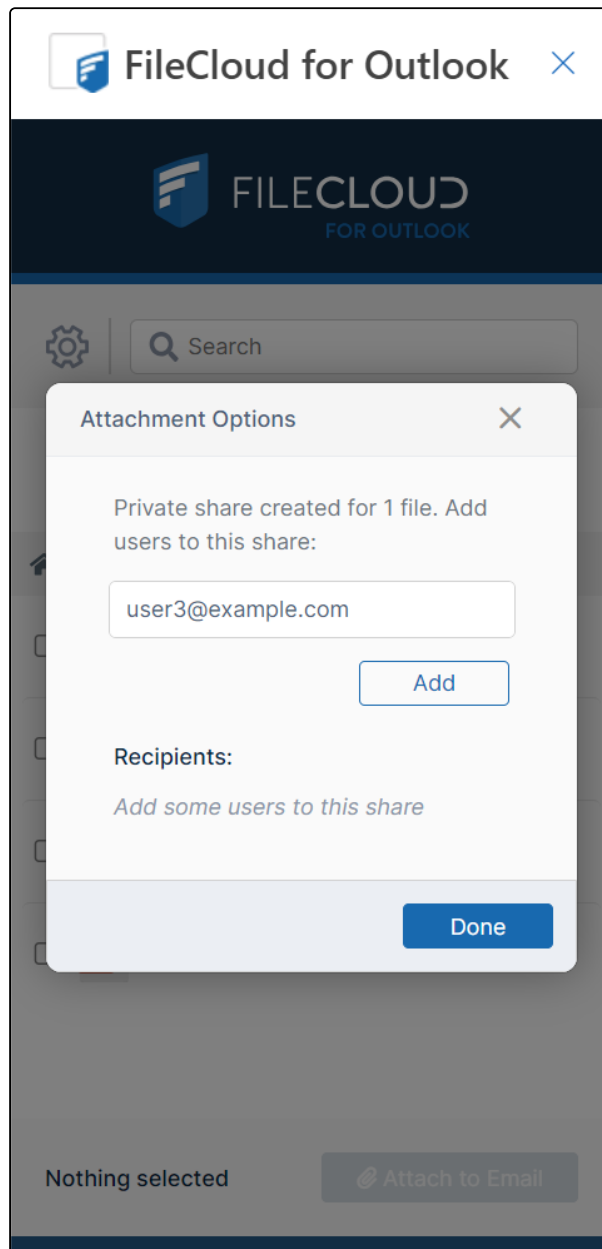 FileCloud for Outlook
FILECLOUD
FOR OUTLOOK
Search
Attachment Options
Private share created for 1 file. Add
users to this share:
user3@example.com
Add
Recipients:
Add some users to this share
Done
Nothing selected
Attach to Email